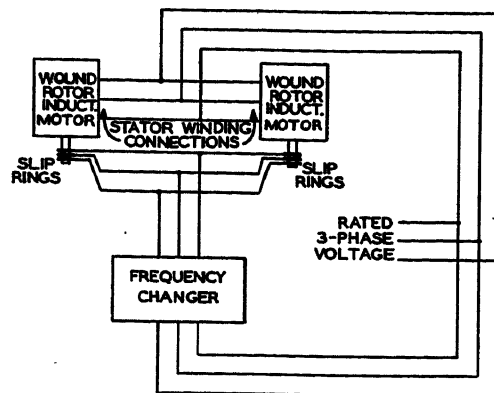 WOUND
ROTOR
INDUCT.
MOTOR
WOUND
ROTOR
INDUCT.
MOTOR
STATOR WINDING
CONNECTIONS
SLIP
RINGS
SLIP
RINGS
RATED
3-PHASE
VOLTAGE
FREQUENCY
CHANGER